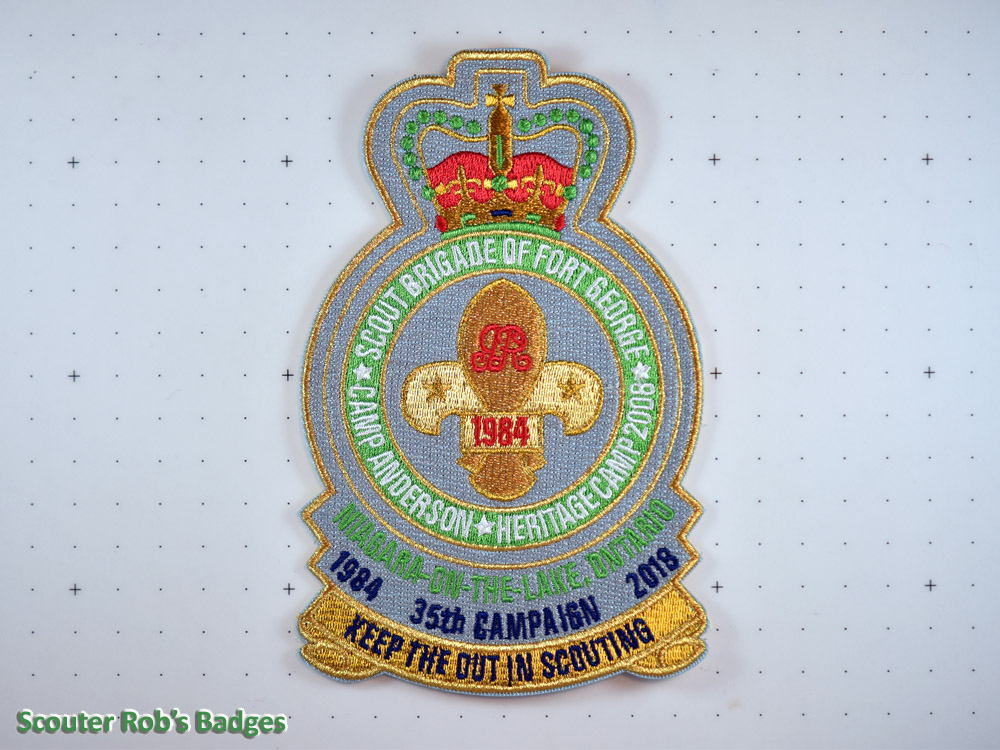 SCOUT BRIGADE OF FORT GEORGE
CAMP ANDERSON ★ HERITAGE CAMP 2006
1984
NIAGARA-ON-THE-LAKE, ONTARIO
1984 35th CAMPAIGN 2018
KEEP THE OUT IN SCOUTING
Scouter Rob's Badges